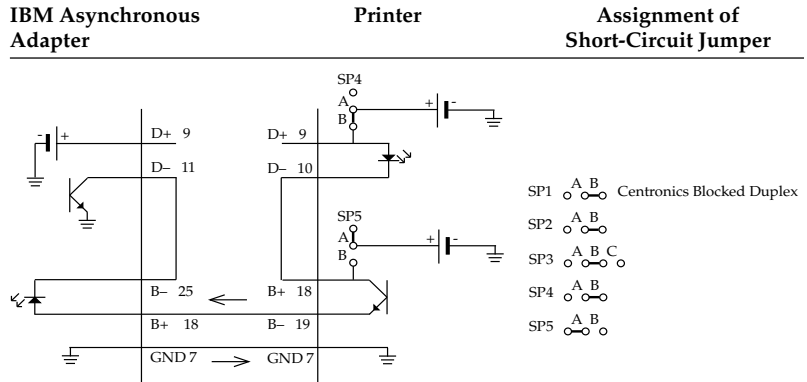 IBM Asynchronous Adapter
Printer
Assignment of Short-Circuit Jumper
SP4
A
B
- +
+ -
D+ 9
D– 11
D+ 9
D– 10
SP5
A
B
+ -
B– 25
B+ 18
B+ 18
B– 19
GND 7
GND 7
SP1 A B Centronics Blocked Duplex
SP2 A B
SP3 A B C
SP4 A B
SP5 A B